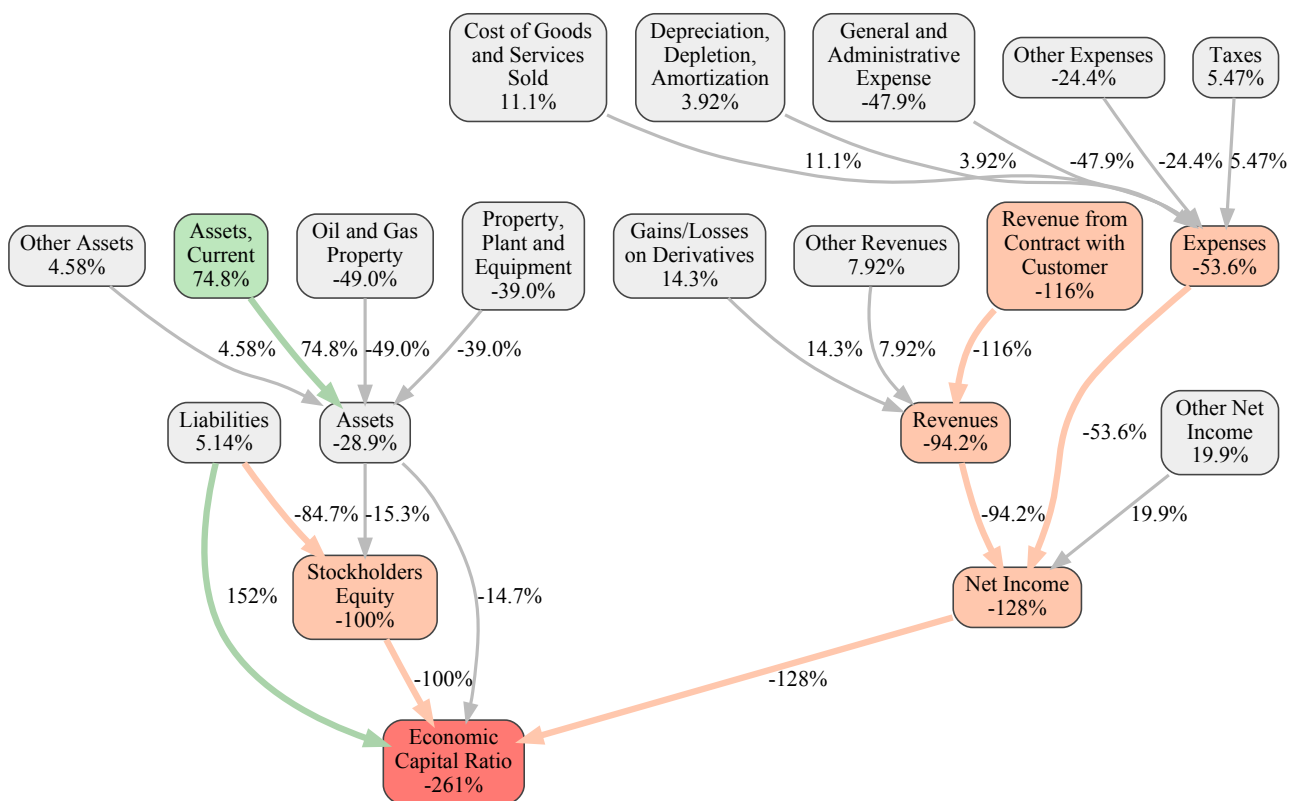 Cost of Goods
and Services
Sold
11.1%
Depreciation,
Depletion,
Amortization
3.92%
General and
Administrative
Expense
-47.9%
Other Expenses
-24.4%
Taxes
5.47%
11.1%
3.92%
-47.9%
-24.4%
5.47%
Other Assets
4.58%
Assets,
Current
74.8%
Oil and Gas
Property
-49.0%
Property,
Plant and
Equipment
-39.0%
Gains/Losses
on Derivatives
14.3%
Other Revenues
7.92%
Revenue from
Contract with
Customer
-116%
Expenses
-53.6%
4.58%
74.8%
-49.0%
-39.0%
14.3%
7.92%
-116%
Liabilities
5.14%
Assets
-28.9%
Revenues
-94.2%
-53.6%
Other Net
Income
19.9%
-84.7%
-15.3%
-94.2%
19.9%
152%
Stockholders
Equity
-100%
-14.7%
Net Income
-128%
-100%
-128%
Economic
Capital Ratio
-261%